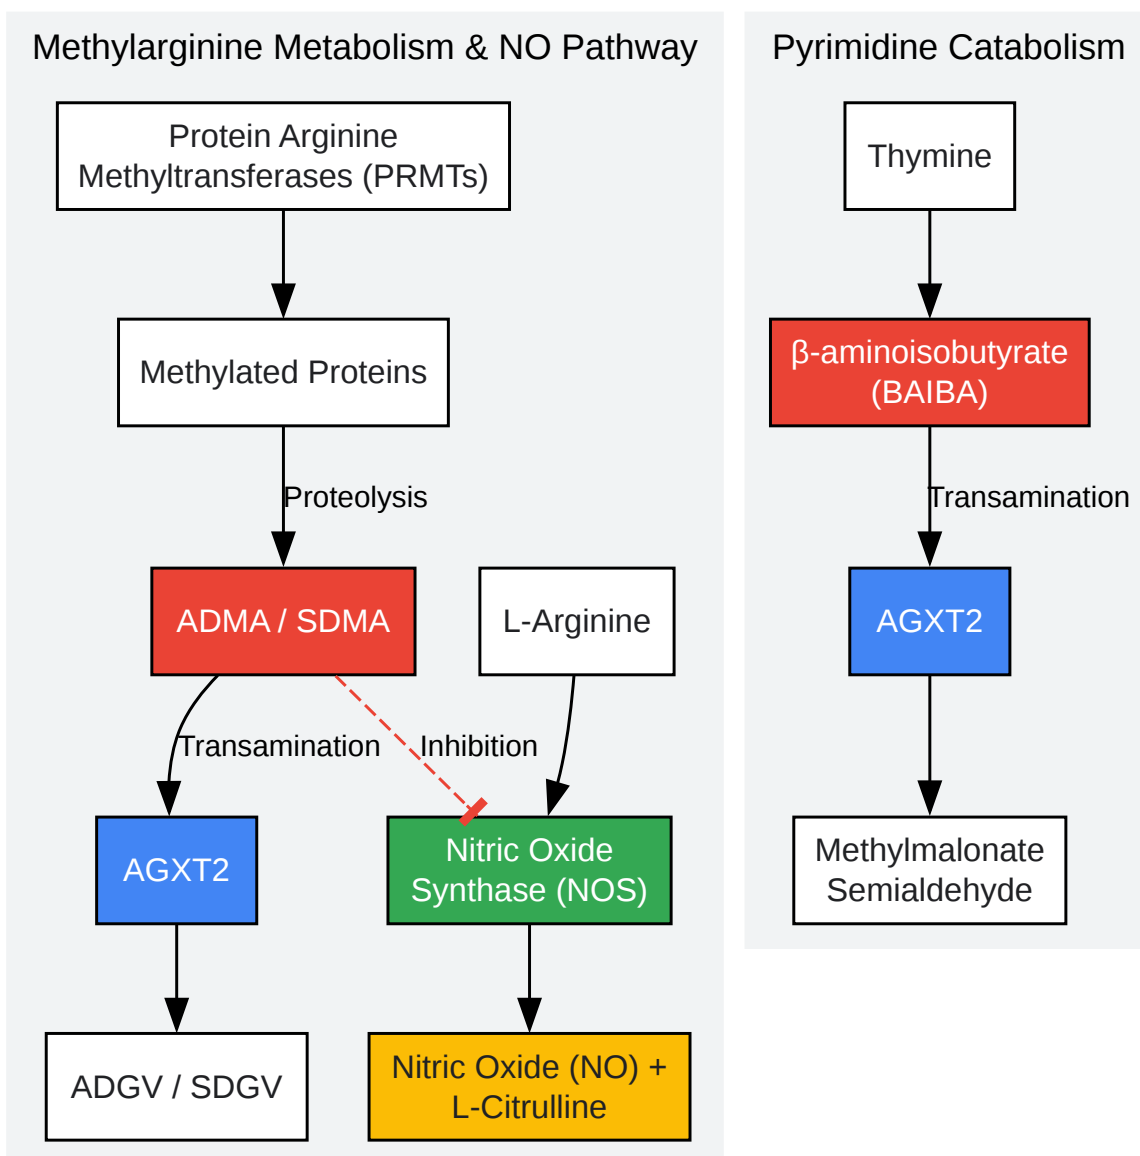 Methylarginine Metabolism & NO Pathway
Protein Arginine
Methyltransferases (PRMTs)
Methylated Proteins
Proteolysis
ADMA / SDMA
L-Arginine
Transamination
Inhibition
AGXT2
Nitric Oxide
Synthase (NOS)
ADGV / SDGV
Nitric Oxide (NO) +
L-Citrulline
Pyrimidine Catabolism
Thymine
β-aminoisobutyrate
(BAIBA)
Transamination
AGXT2
Methylmalonate
Semialdehyde